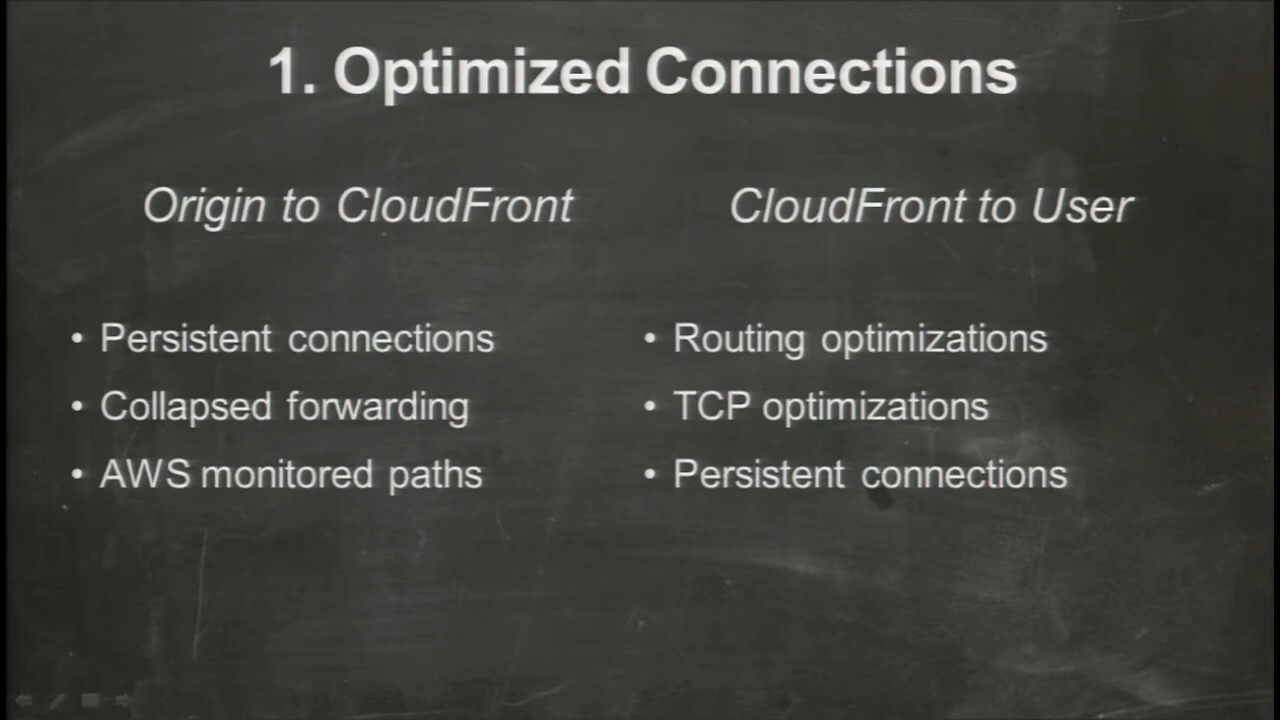 1. Optimized Connections
Origin to CloudFront
• Persistent connections
• Collapsed forwarding
• AWS monitored paths
CloudFront to User
• Routing optimizations
• TCP optimizations
• Persistent connections